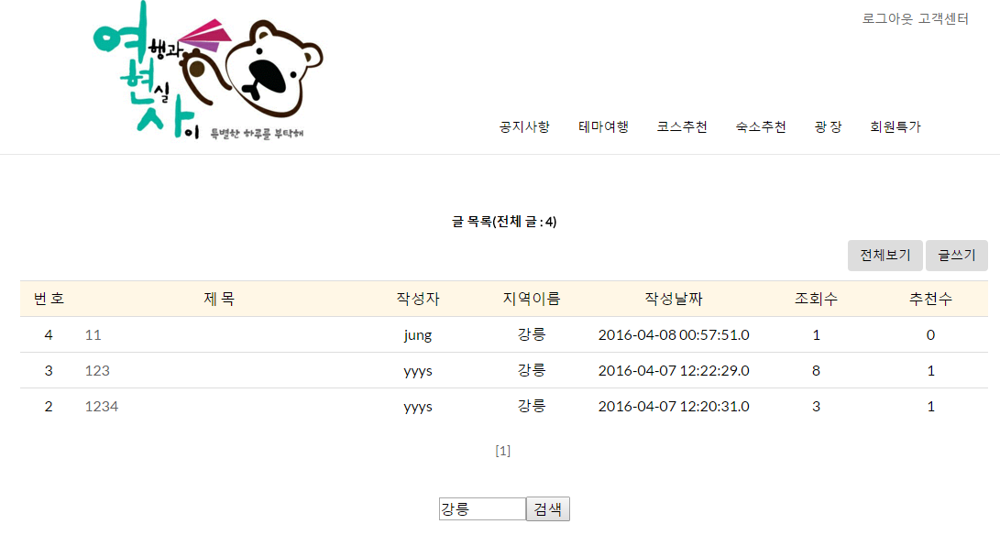 로그아웃 고객센터
여행과
현실
사이 특별한 하루를 부탁해
공지사항 테마여행 코스추천 숙소추천 광 장 회원특가
글 목록(전체 글 : 4)
전체보기 글쓰기
번 호 제 목 작성자 지역이름 작성날짜 조회수 추천수
4 11 jung 강릉 2016-04-08 00:57:51.0 1 0
3 123 yyys 강릉 2016-04-07 12:22:29.0 8 1
2 1234 yyys 강릉 2016-04-07 12:20:31.0 3 1
[1]
강릉 검색